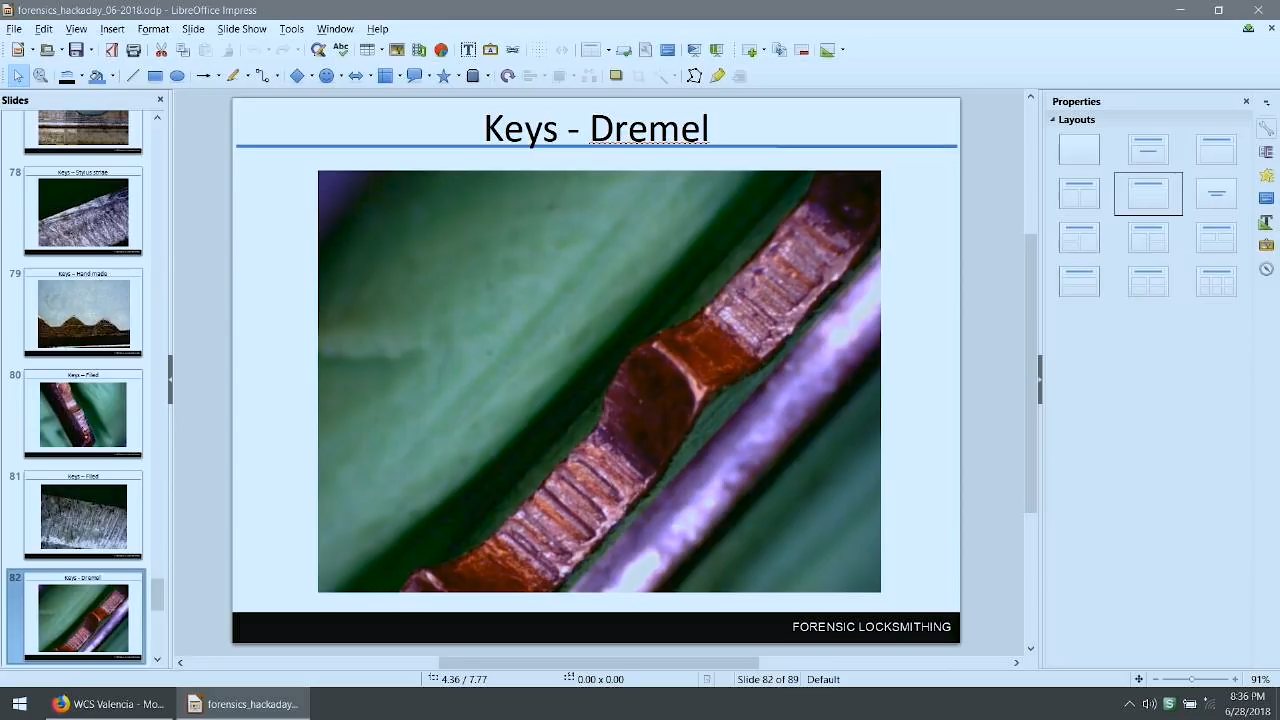 forensics_hackaday_06-2018.odp - LibreOffice Impress
File Edit View Insert Format Slide Slide Show Tools Window Help
Slides
78
Keys – Stylus striae
79
Keys – Hand made
80
Keys – Filed
81
Keys – Filed
82
Keys - Dremel
Keys - Dremel
FORENSIC LOCKSMITHING
Properties
Layouts
4.36 / 7.77
0.00 x 0.00
Slide 82 of 89
Default
91%
WCS Valencia - Mo...
forensics_hackaday...
8:36 PM
6/28/2018